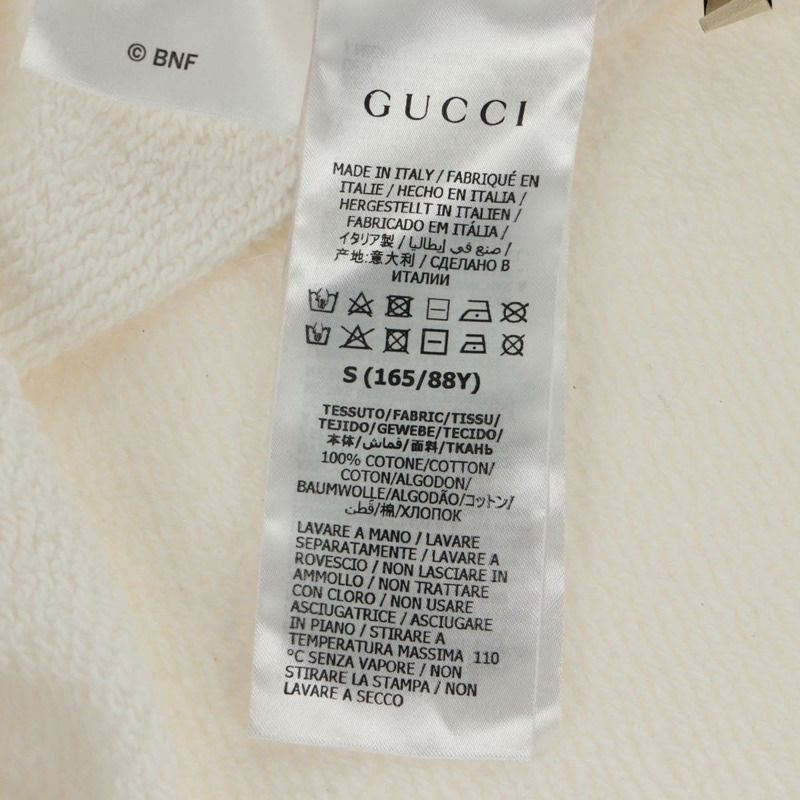 © BNF
GUCCI
MADE IN ITALY / FABRIQUÉ EN
ITALIE / HECHO EN ITALIA /
HERGESTELLT IN ITALIEN /
FABRICADO EM ITÁLIA /
イタリア製 / صنع في إيطاليا /
产地:意大利 / СДЕЛАНО В
ИТАЛИИ
S (165/88Y)
TESSUTO/FABRIC/TISSU/
TEJIDO/GEWEBE/TECIDO/
本体/قماش/面料/ТКАНЬ
100% COTONE/COTTON/
COTON/ALGODON/
BAUMWOLLE/ALGODÃO/コットン/
قطن/棉/ХЛОПОК
LAVARE A MANO / LAVARE
SEPARATAMENTE / LAVARE A
ROVESCIO / NON LASCIARE IN
AMMOLLO / NON TRATTARE
CON CLORO / NON USARE
ASCIUGATRICE / ASCIUGARE
IN PIANO / STIRARE A
TEMPERATURA MASSIMA 110
°C SENZA VAPORE / NON
STIRARE LA STAMPA / NON
LAVARE A SECCO